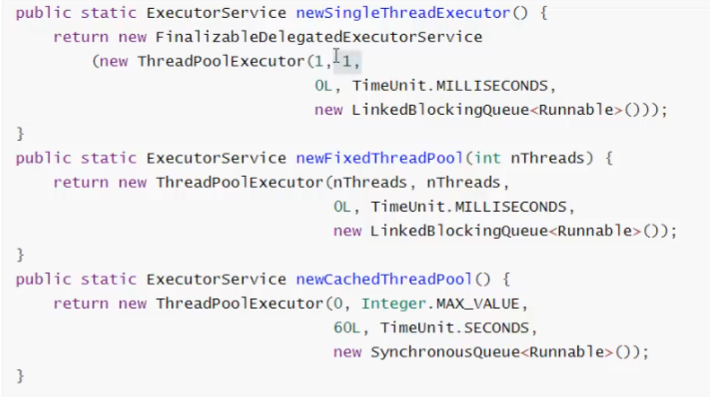 public static ExecutorService newSingleThreadExecutor() {
return new FinalizableDelegatedExecutorService
(new ThreadPoolExecutor(1, 1,
0L, TimeUnit.MILLISECONDS,
new LinkedBlockingQueue<Runnable>()));
}
public static ExecutorService newFixedThreadPool(int nThreads) {
return new ThreadPoolExecutor(nThreads, nThreads,
0L, TimeUnit.MILLISECONDS,
new LinkedBlockingQueue<Runnable>());
}
public static ExecutorService newCachedThreadPool() {
return new ThreadPoolExecutor(0, Integer.MAX_VALUE,
60L, TimeUnit.SECONDS,
new SynchronousQueue<Runnable>());
}